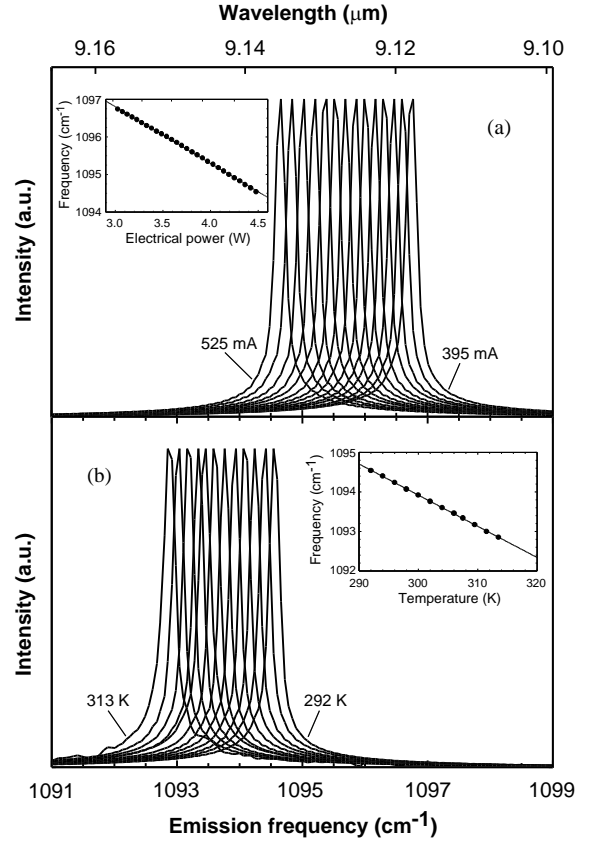 Wavelength (μm)
9.16 9.14 9.12 9.10
Intensity (a.u.)
(a)
Frequency (cm-1)
1097
1096
1095
1094
3.0 3.5 4.0 4.5
Electrical power (W)
525 mA
395 mA
Intensity (a.u.)
(b)
Frequency (cm-1)
1095
1094
1093
1092
290 300 310 320
Temperature (K)
313 K
292 K
1091 1093 1095 1097 1099
Emission frequency (cm-1)